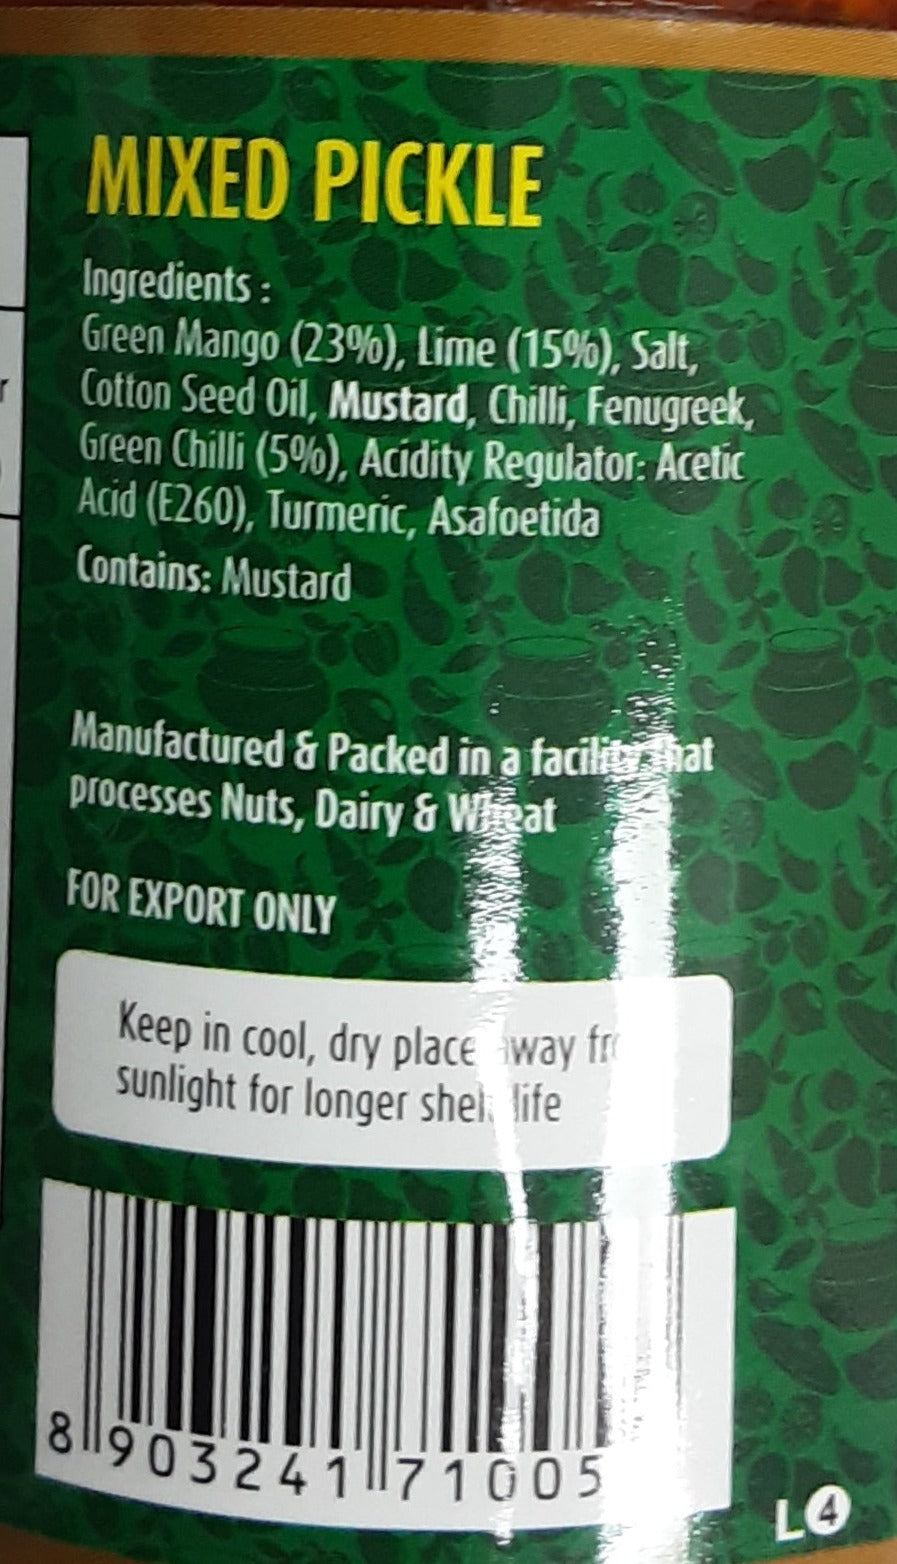 MIXED PICKLE
Ingredients :
Green Mango (23%), Lime (15%), Salt,
Cotton Seed Oil, Mustard, Chilli, Fenugreek,
Green Chilli (5%), Acidity Regulator: Acetic
Acid (E260), Turmeric, Asafoetida
Contains: Mustard
Manufactured & Packed in a facility that
processes Nuts, Dairy & Wheat
FOR EXPORT ONLY
Keep in cool, dry place away
sunlight for longer shelf life
8 903241 71005
L4